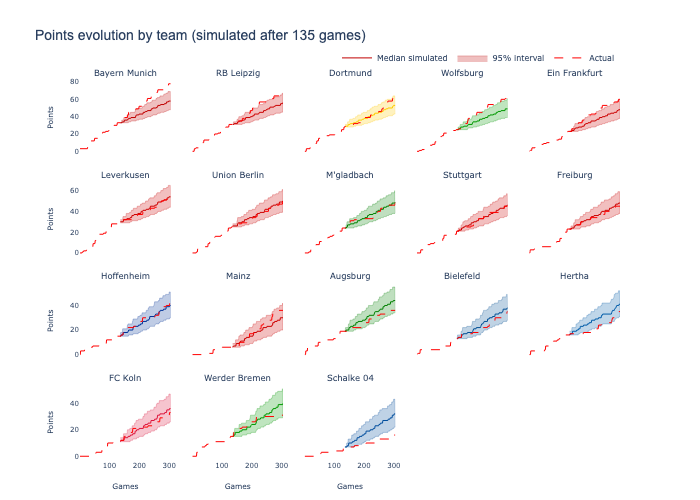 Points evolution by team (simulated after 135 games)
Median simulated 95% interval Actual
Bayern Munich RB Leipzig Dortmund Wolfsburg Ein Frankfurt
80
60
Points
40
20
0
Leverkusen Union Berlin M'gladbach Stuttgart Freiburg
60
Points
40
20
0
Hoffenheim Mainz Augsburg Bielefeld Hertha
40
Points
20
0
FC Koln Werder Bremen Schalke 04
40
Points
20
0
100 200 300 100 200 300 100 200 300
Games Games Games